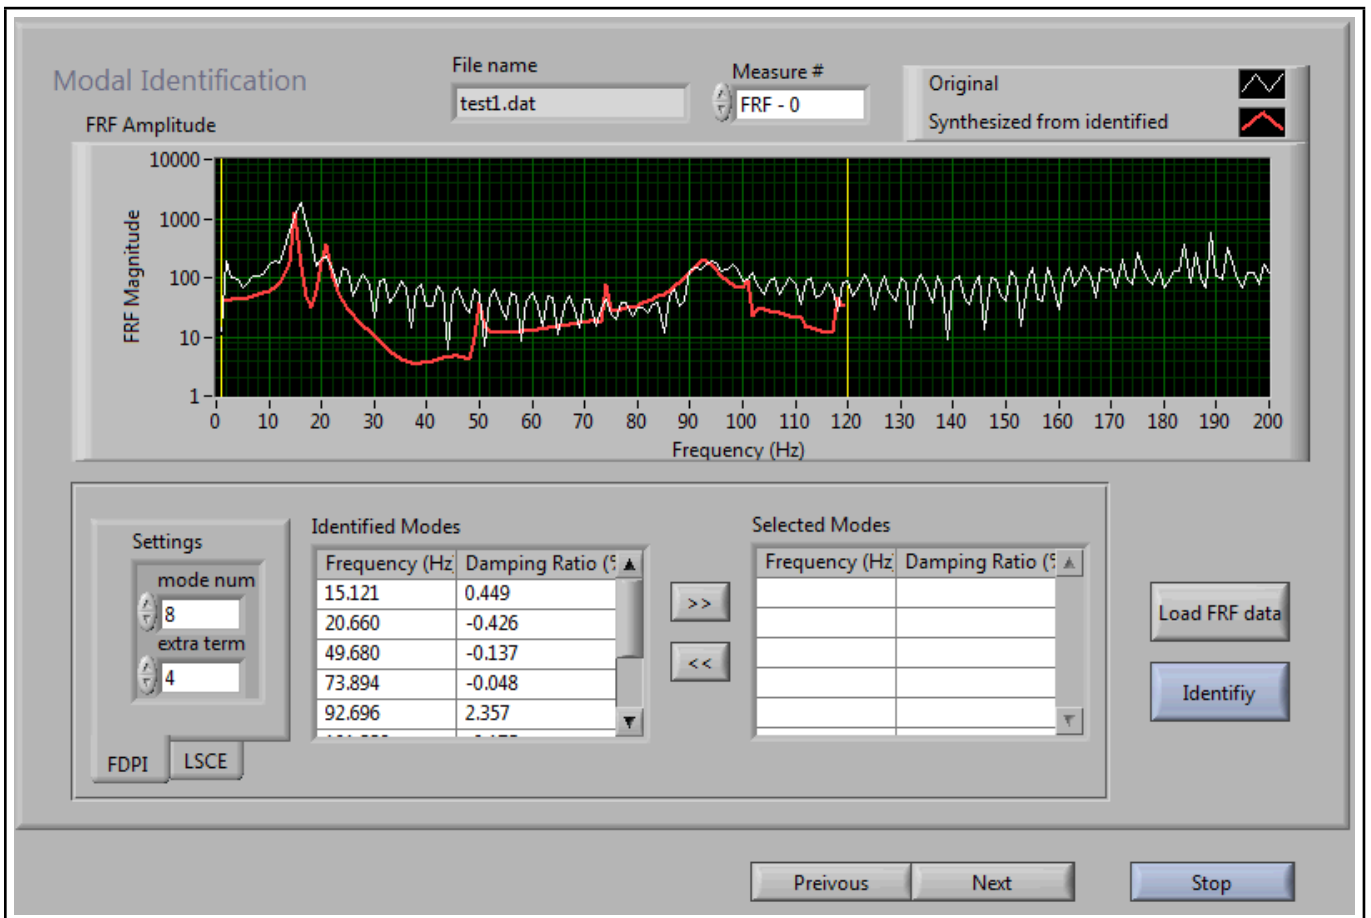 Modal Identification
File name
test1.dat
Measure #
FRF - 0
Original
Synthesized from identified
FRF Amplitude
10000
1000
100
10
1
FRF Magnitude
0 10 20 30 40 50 60 70 80 90 100 110 120 130 140 150 160 170 180 190 200
Frequency (Hz)
Settings
mode num
8
extra term
4
FDPI LSCE
Identified Modes
Frequency (Hz Damping Ratio (%
15.121 0.449
20.660 -0.426
49.680 -0.137
73.894 -0.048
92.696 2.357
>>
<<
Selected Modes
Frequency (Hz Damping Ratio (%
Load FRF data
Identifiy
Preivous Next Stop